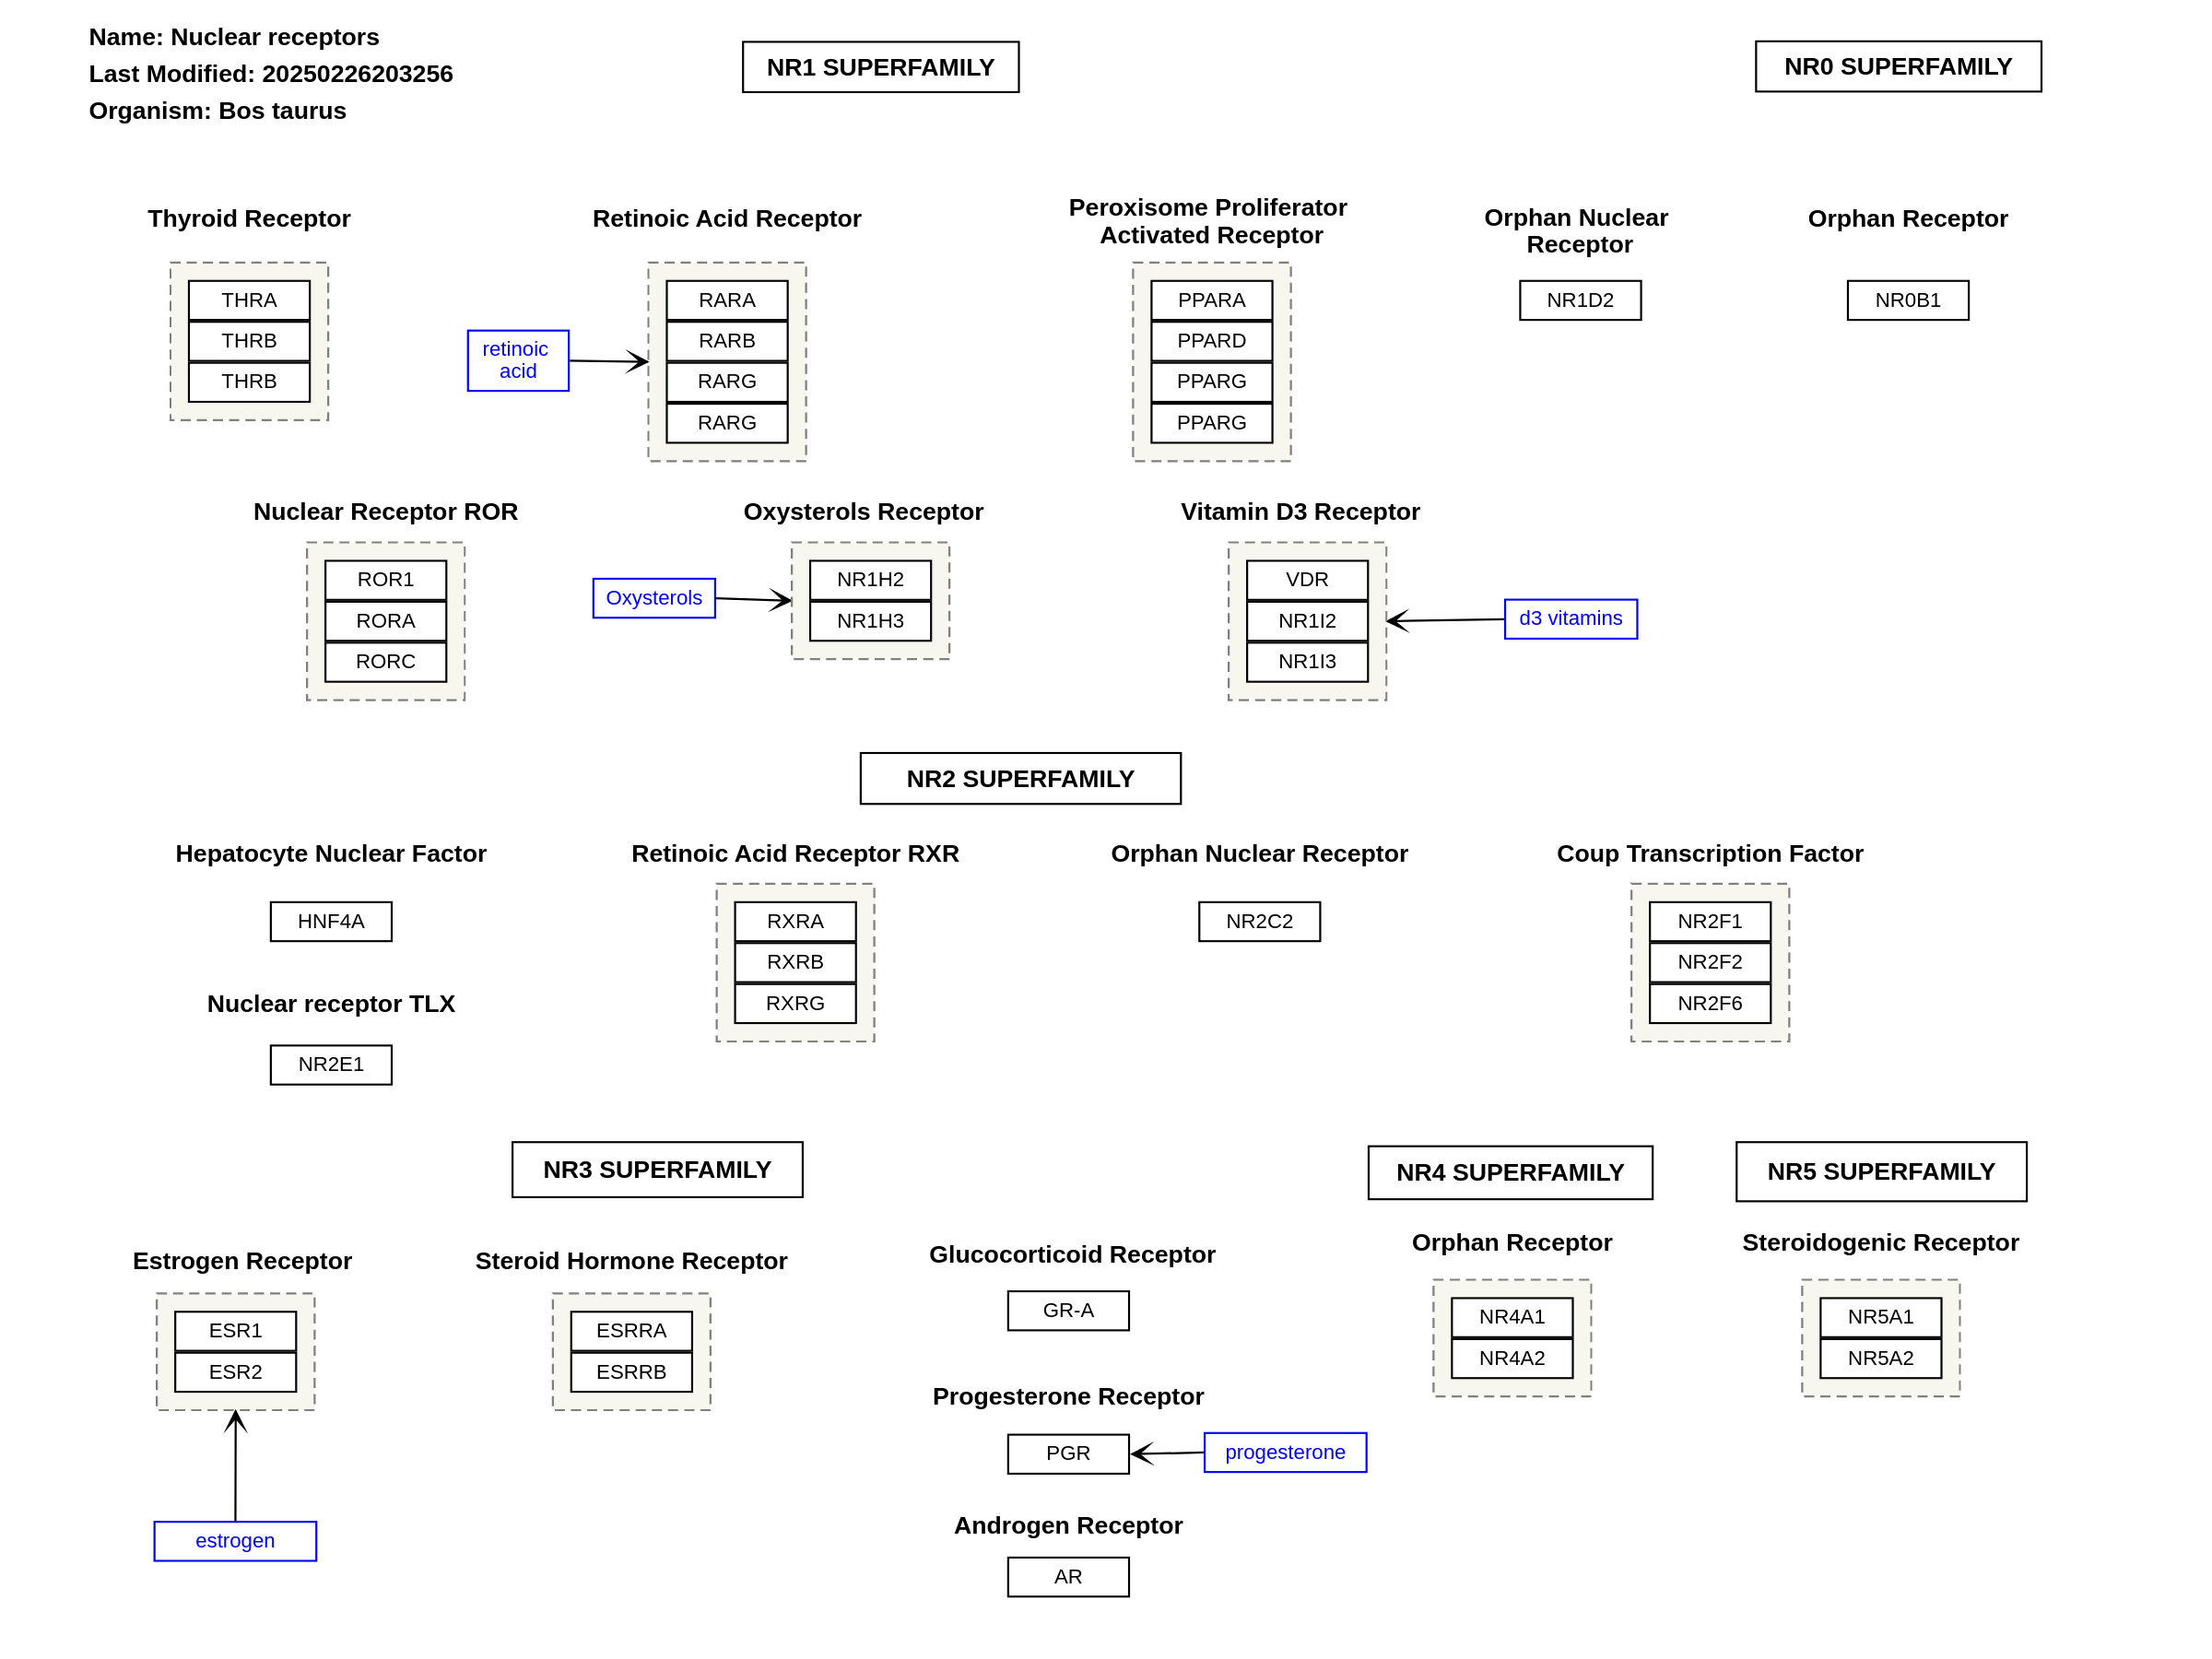 Name: Nuclear receptors
Last Modified: 20250226203256
Organism: Bos taurus
NR1 SUPERFAMILY
NR0 SUPERFAMILY
Thyroid Receptor
THRA
THRB
THRB
Retinoic Acid Receptor
retinoic
acid
RARA
RARB
RARG
RARG
Peroxisome Proliferator
Activated Receptor
PPARA
PPARD
PPARG
PPARG
Orphan Nuclear
Receptor
NR1D2
Orphan Receptor
NR0B1
Nuclear Receptor ROR
ROR1
RORA
RORC
Oxysterols Receptor
Oxysterols
NR1H2
NR1H3
Vitamin D3 Receptor
VDR
NR1I2
NR1I3
d3 vitamins
NR2 SUPERFAMILY
Hepatocyte Nuclear Factor
HNF4A
Nuclear receptor TLX
NR2E1
Retinoic Acid Receptor RXR
RXRA
RXRB
RXRG
Orphan Nuclear Receptor
NR2C2
Coup Transcription Factor
NR2F1
NR2F2
NR2F6
NR3 SUPERFAMILY
NR4 SUPERFAMILY
NR5 SUPERFAMILY
Estrogen Receptor
ESR1
ESR2
estrogen
Steroid Hormone Receptor
ESRRA
ESRRB
Glucocorticoid Receptor
GR-A
Progesterone Receptor
PGR
progesterone
Androgen Receptor
AR
Orphan Receptor
NR4A1
NR4A2
Steroidogenic Receptor
NR5A1
NR5A2